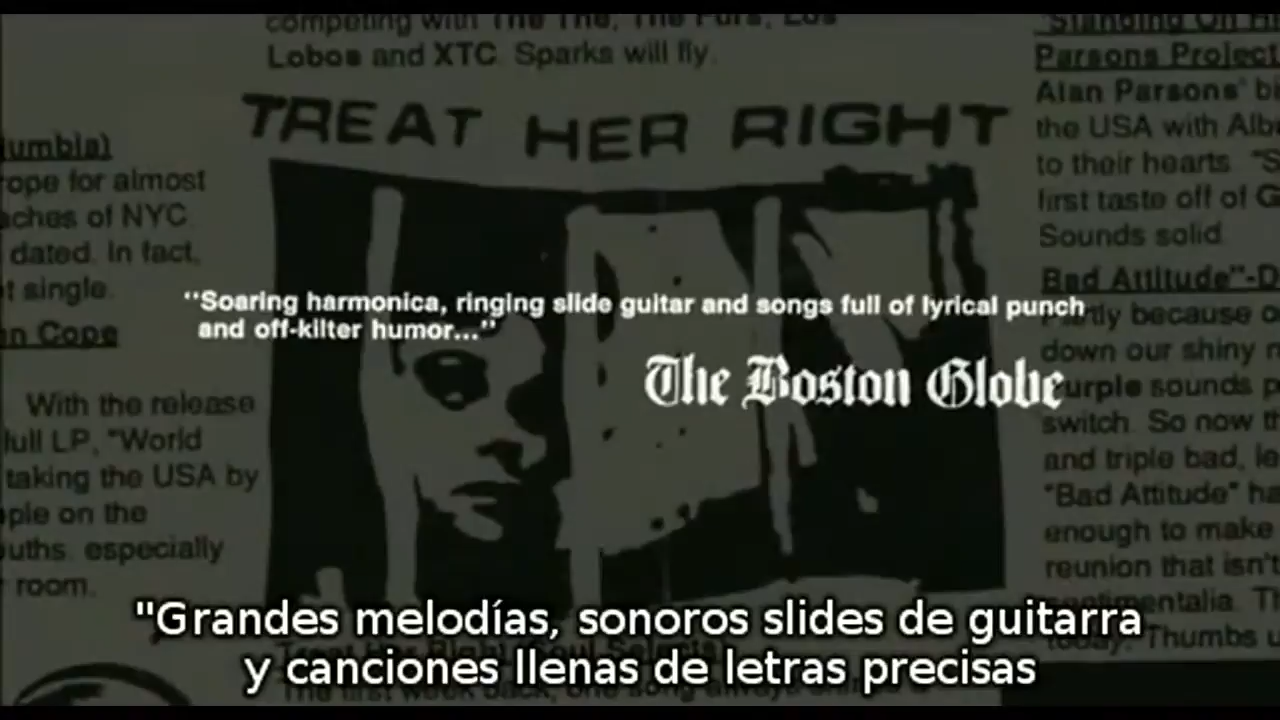 competing with The The, The Furs, Los
Lobos and XTC. Sparks will fly.
TREAT HER RIGHT
umbia)
rope for almost
aches of NYC
dated. In fact,
t single.
n Cope
With the release
full LP, "World
taking the USA by
ple on the
uths. especially
room.
"Standing On H
Parsons Project
Alan Parsons' bi
the USA with Alb
to their hearts. "S
first taste off of G
Sounds solid.
Bad Attitude"-D
Partly because o
down our shiny n
purple sounds p
switch. So now th
and triple bad, le
"Bad Attitude" ha
enough to make
reunion that isn't
sentimentalia. Th
today. Thumbs u
"Soaring harmonica, ringing slide guitar and songs full of lyrical punch
and off-kilter humor..."
The Boston Globe
"Grandes melodías, sonoros slides de guitarra
y canciones llenas de letras precisas